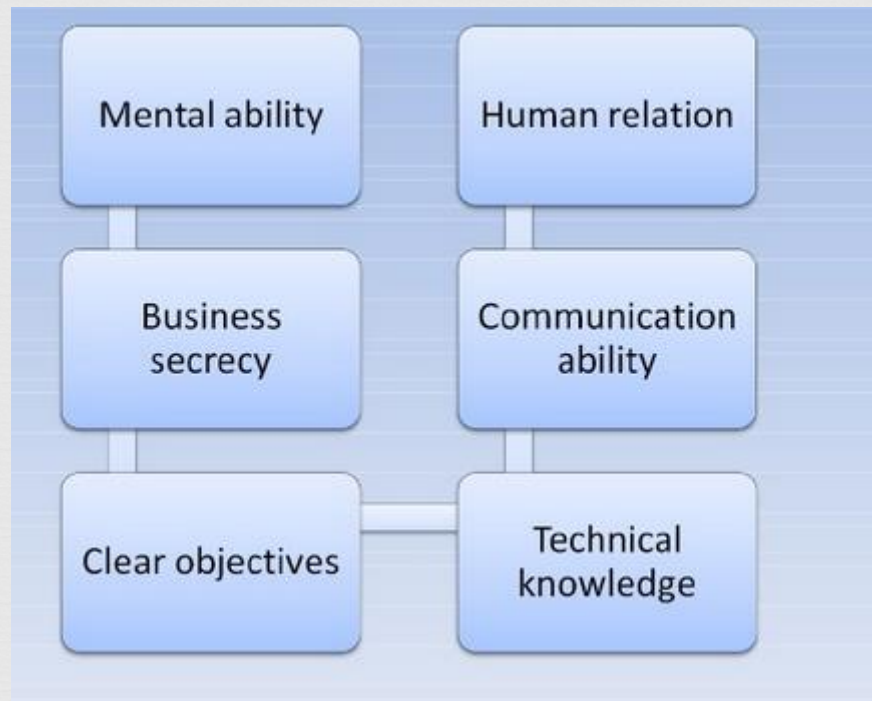 Mental ability
Business
secrecy
Clear objectives
Technical
knowledge
Communication
ability
Human relation